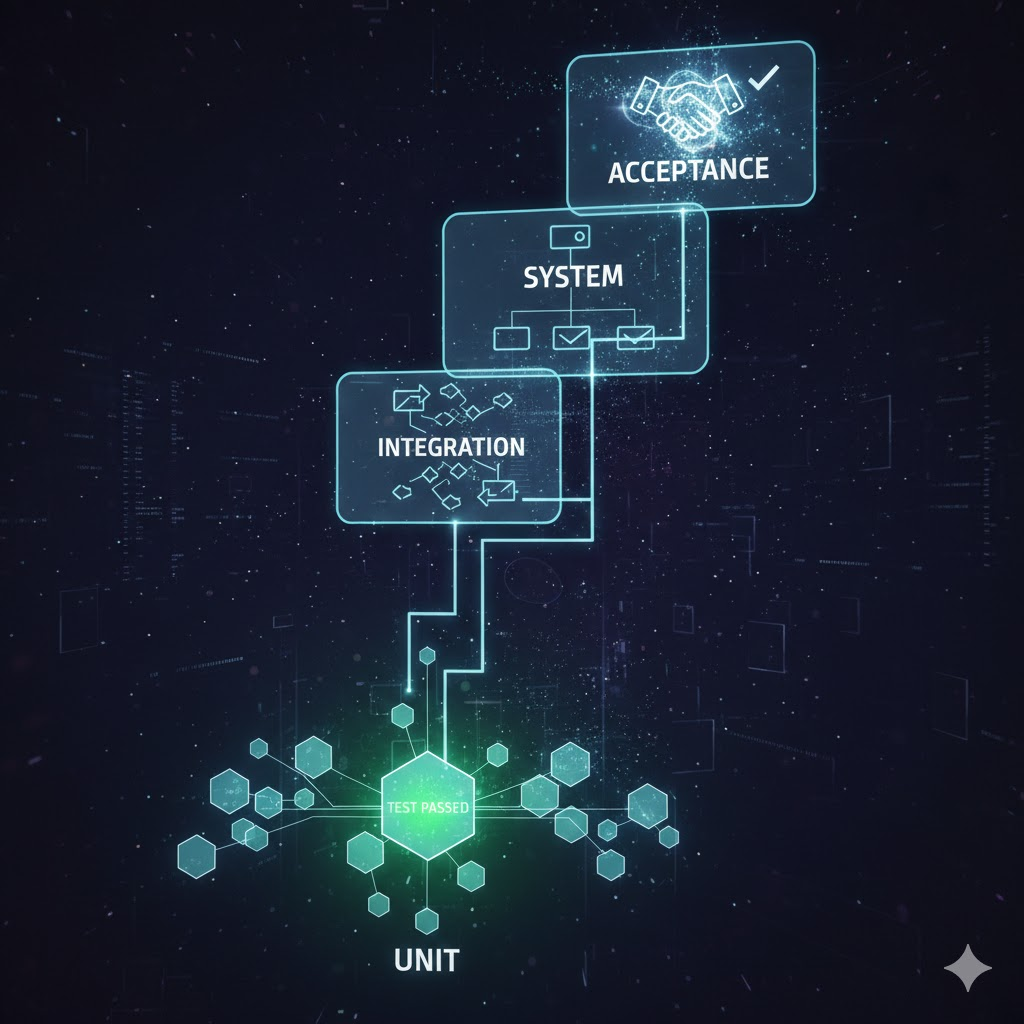 ACCEPTANCE
SYSTEM
INTEGRATION
TEST PASSED
UNIT